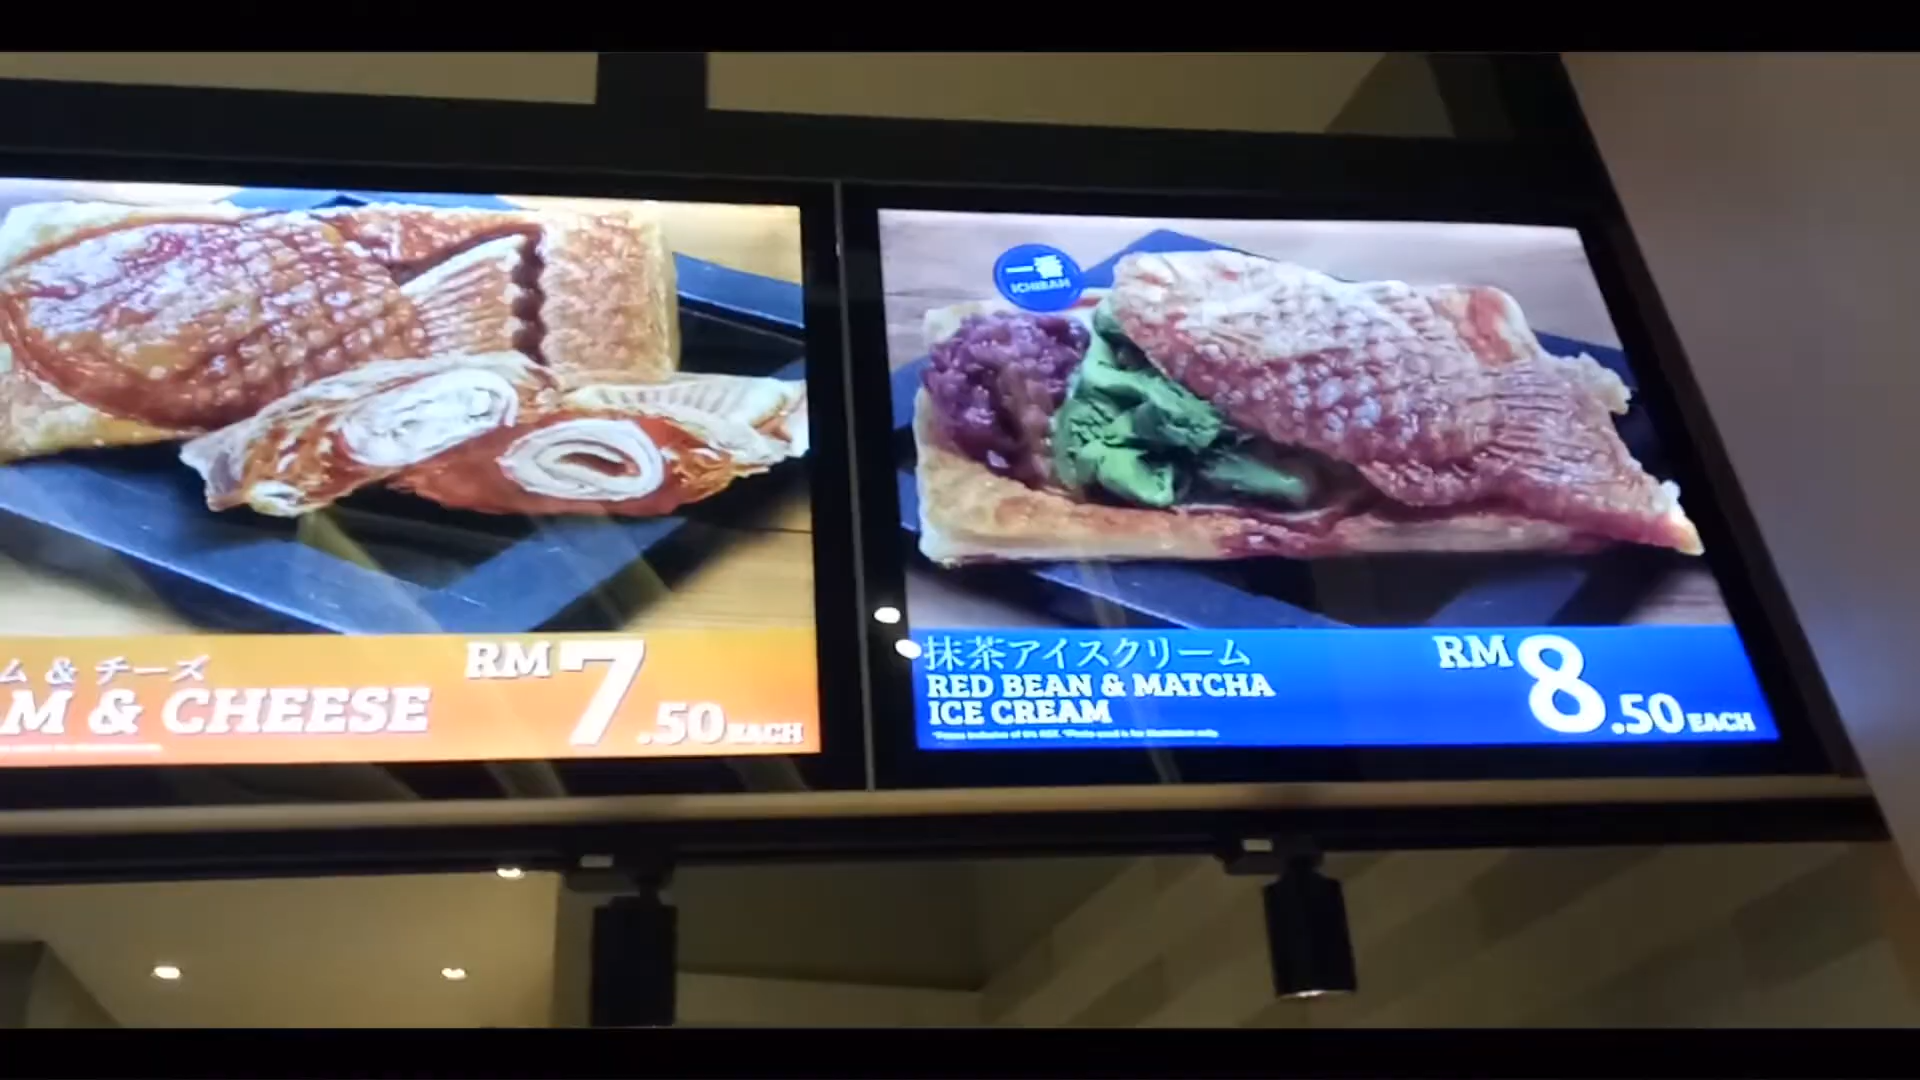 ム & チーズ
M & CHEESE
RM 7.50 EACH
一番
ICHIBAN
抹茶アイスクリーム
RED BEAN & MATCHA
ICE CREAM
RM 8.50 EACH